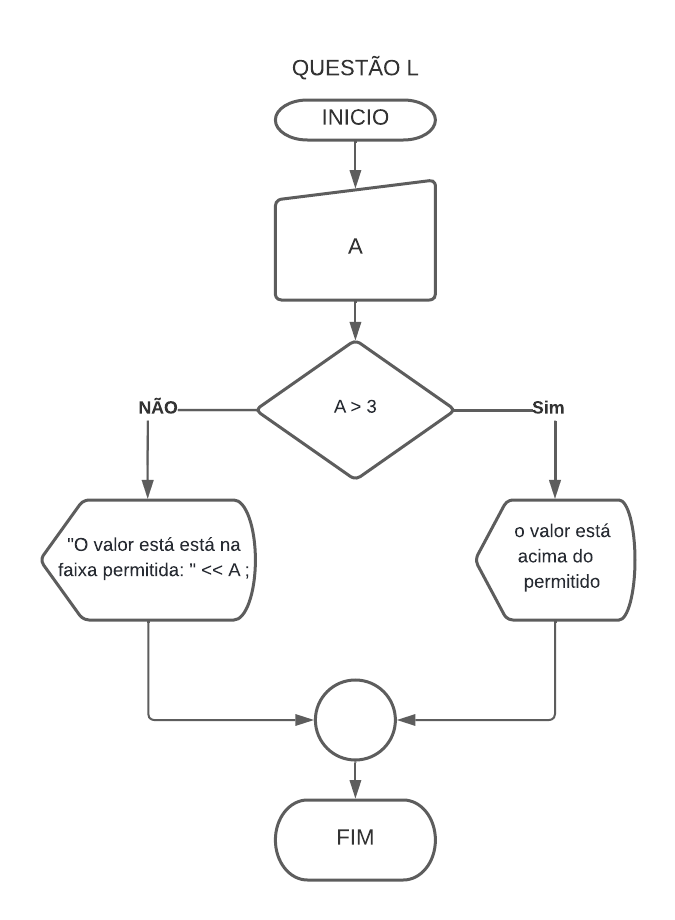 QUESTÃO L
INICIO
A
A > 3
NÃO
Sim
"O valor está está na
faixa permitida: " << A ;
o valor está
acima do
permitido
FIM